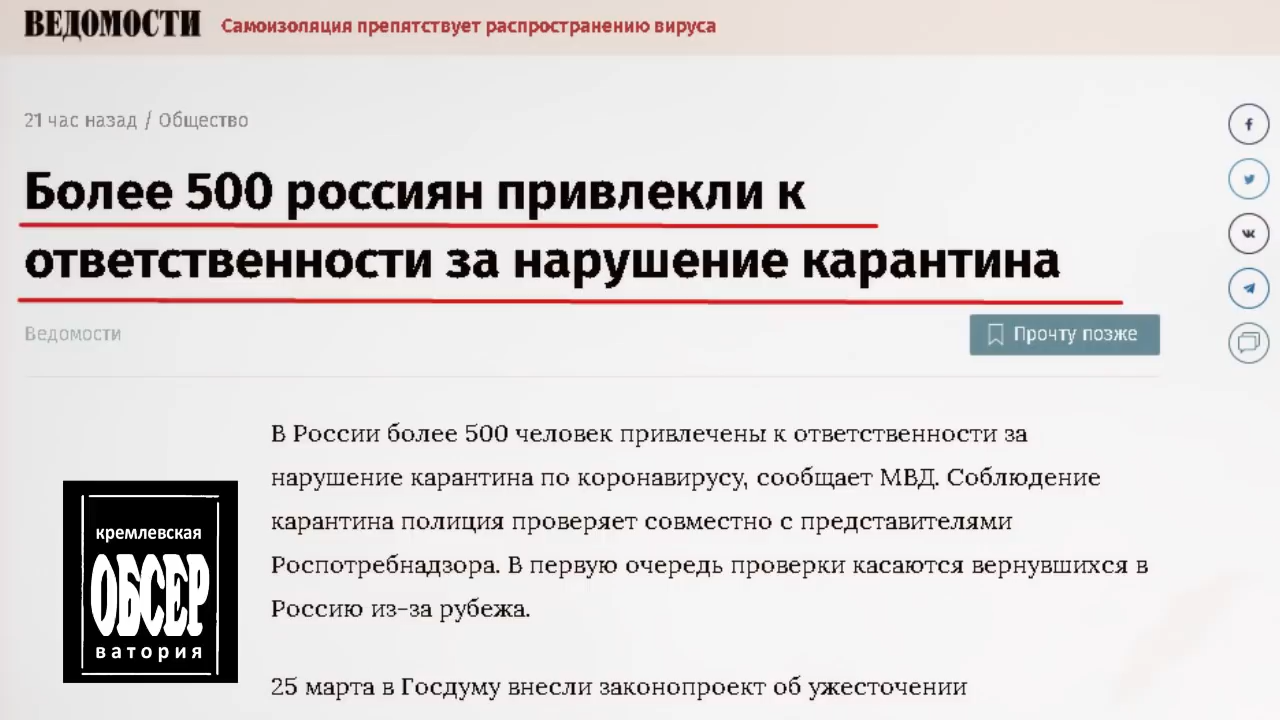 ВЕДОМОСТИ Самоизоляция препятствует распространению вируса
21 час назад / Общество
Более 500 россиян привлекли к
ответственности за нарушение карантина
Ведомости
Прочту позже
В России более 500 человек привлечены к ответственности за
нарушение карантина по коронавирусу, сообщает МВД. Соблюдение
карантина полиция проверяет совместно с представителями
Роспотребнадзора. В первую очередь проверки касаются вернувшихся в
Россию из-за рубежа.
25 марта в Госдуму внесли законопроект об ужесточении
кремлевская
ОБСЕР
ватория